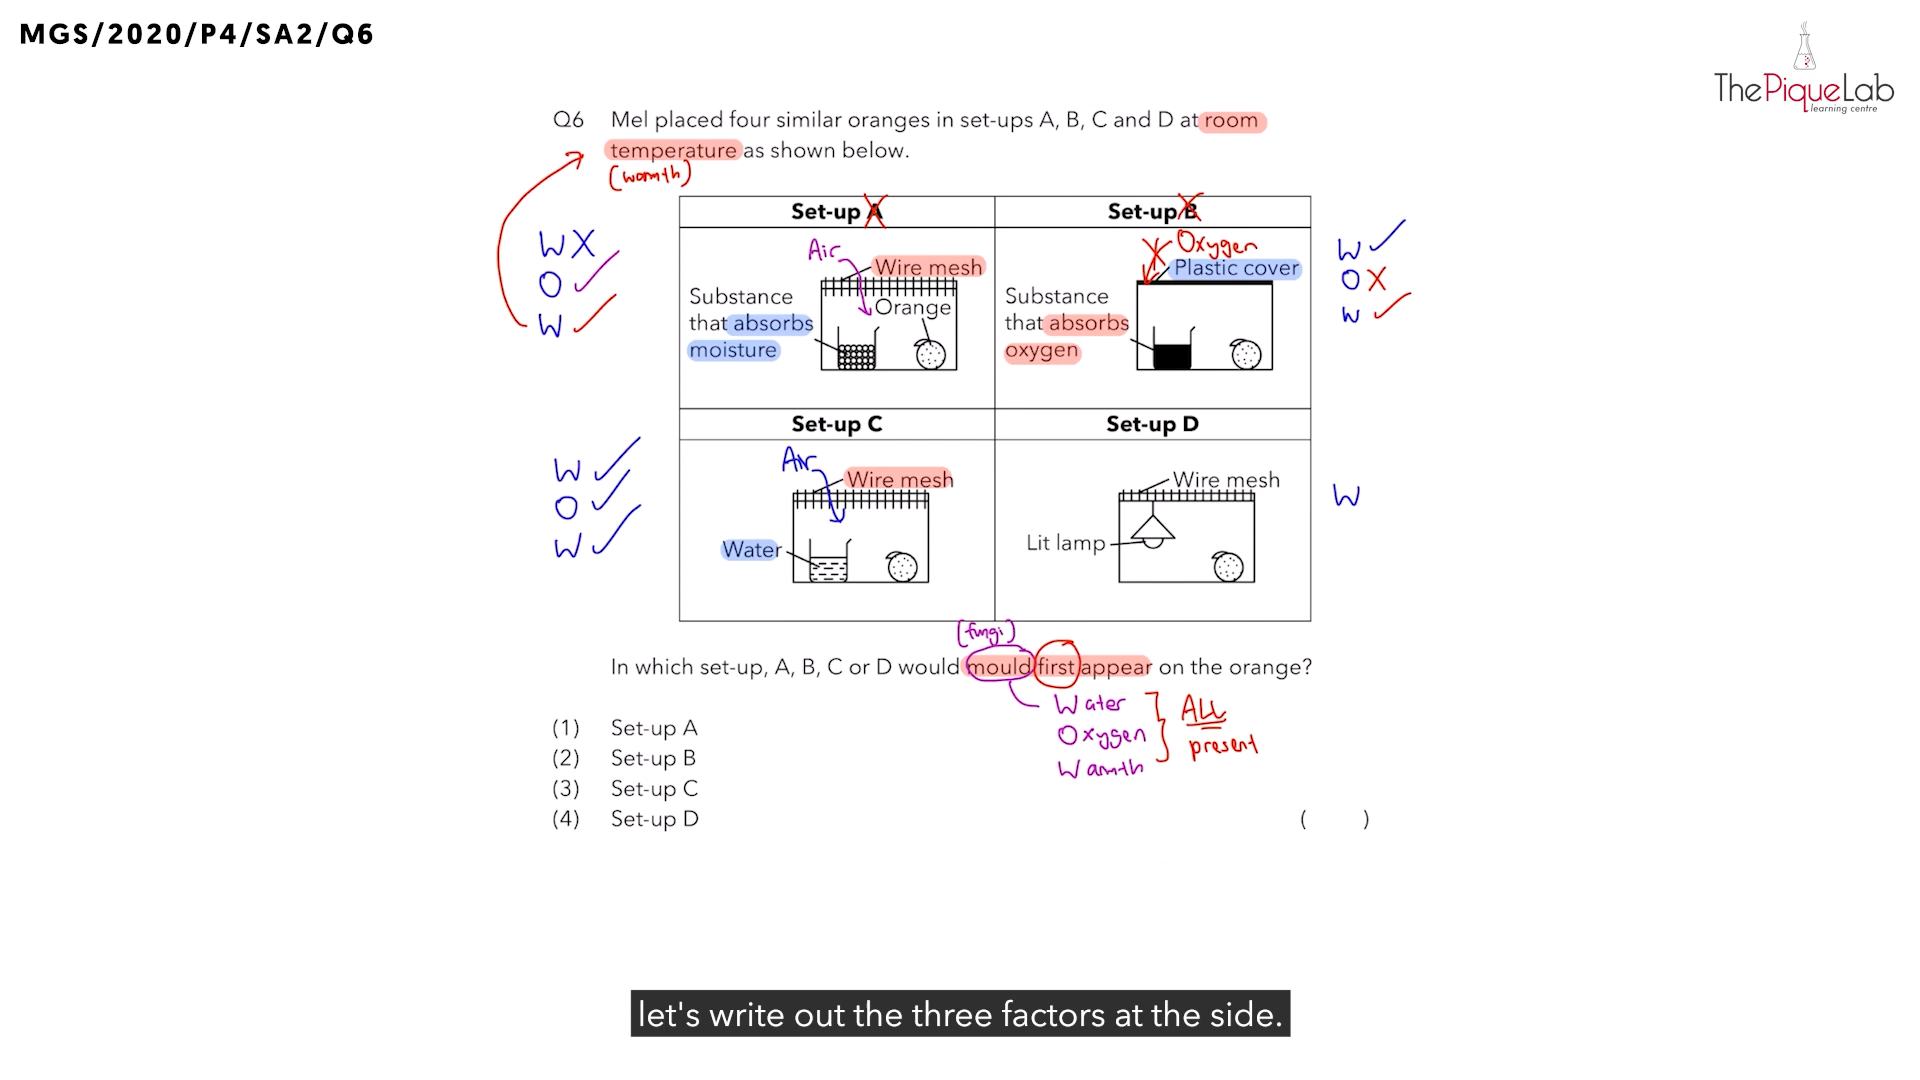 MGS/2020/P4/SA2/Q6
ThePiqueLab
learning centre
Q6 Mel placed four similar oranges in set-ups A, B, C and D at room
temperature as shown below.
(warmth)
Set-up A
Set-up B
W X
O ✓
W ✓
Air
Wire mesh
Orange
Substance
that absorbs
moisture
X Oxygen
Plastic cover
Substance
that absorbs
oxygen
W ✓
O X
W ✓
Set-up C
Set-up D
W ✓
O ✓
W ✓
Air
Wire mesh
Water
Wire mesh
Lit lamp
W
(fungi)
In which set-up, A, B, C or D would mould first appear on the orange?
Water
Oxygen
Warmth
ALL
present
(1) Set-up A
(2) Set-up B
(3) Set-up C
(4) Set-up D
( )
let's write out the three factors at the side.